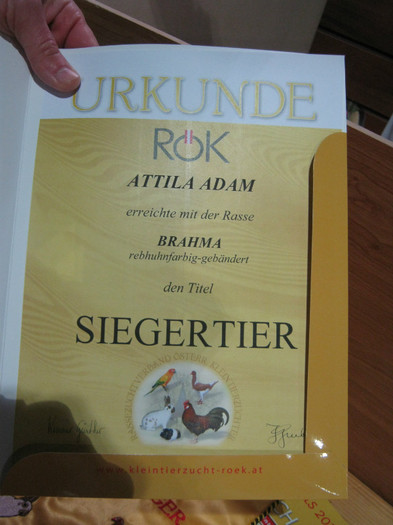 URKUNDE
RÖK
ATTILA ADAM
erreichte mit der Rasse
BRAHMA
rebhuhnfarbig-gebändert
den Titel
SIEGERTIER
www.kleintierzucht-roek.at